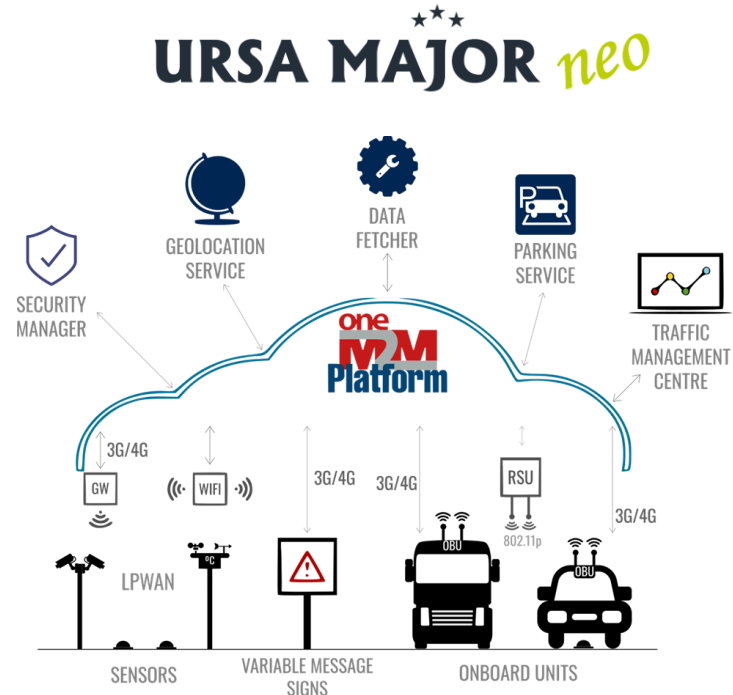 URSA MAJOR neo
DATA
FETCHER
GEOLOCATION
SERVICE
PARKING
SERVICE
SECURITY
MANAGER
TRAFFIC
MANAGEMENT
CENTRE
one
M2M
Platform
3G/4G
GW
WIFI
3G/4G
3G/4G
RSU
802.11p
3G/4G
OBU
OBU
°C
LPWAN
SENSORS
VARIABLE MESSAGE
SIGNS
ONBOARD UNITS